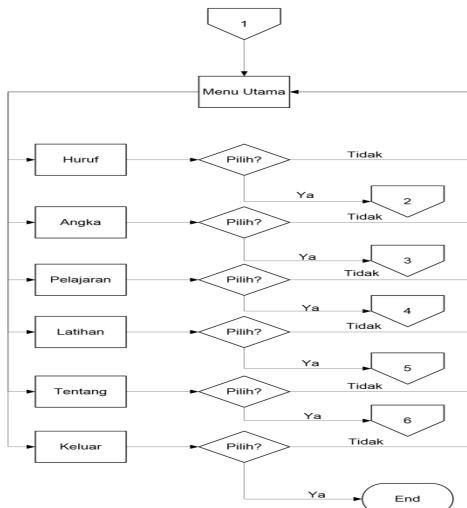 1
Menu Utama
Huruf
Pilih?
Tidak
Ya
2
Angka
Pilih?
Tidak
Ya
3
Pelajaran
Pilih?
Tidak
Ya
4
Latihan
Pilih?
Tidak
Ya
5
Tentang
Pilih?
Tidak
Ya
6
Keluar
Pilih?
Tidak
Ya
End